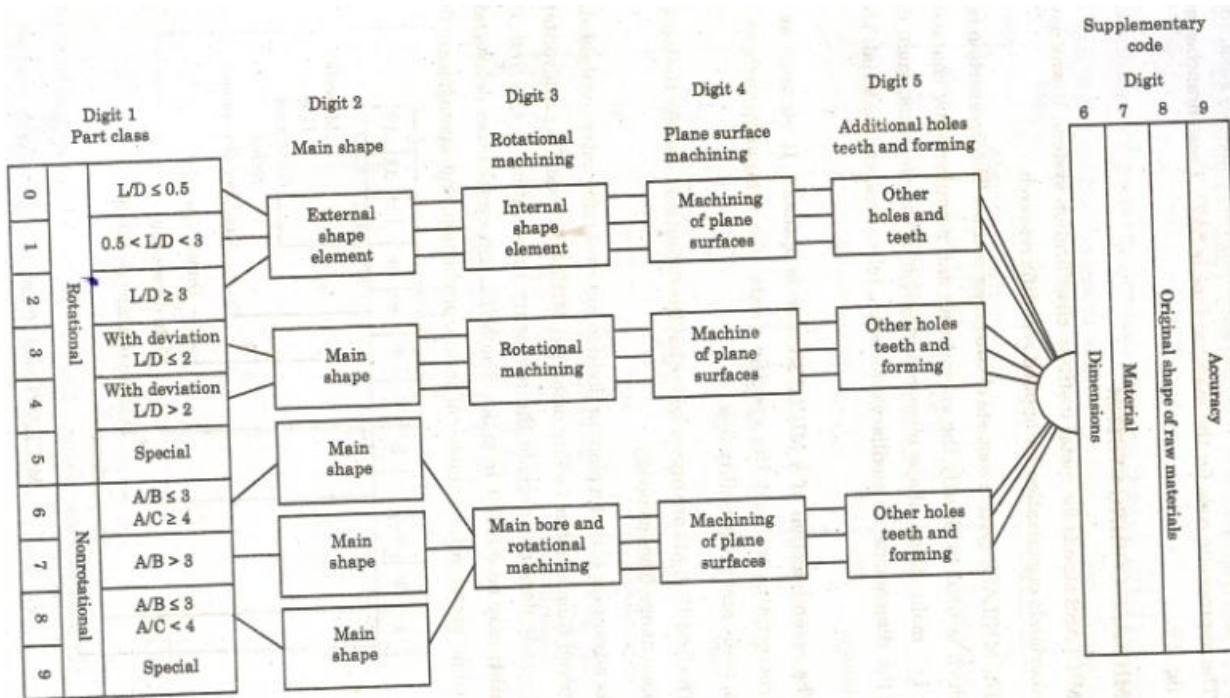 Supplementary
code
Digit
6
7
8
9
Digit 1
Part class
Digit 2
Main shape
Digit 3
Rotational
machining
Digit 4
Plane surface
machining
Digit 5
Additional holes
teeth and forming
0
1
2
3
4
5
6
7
8
9
Rotational
Nonrotational
L/D ≤ 0.5
0.5 < L/D < 3
L/D ≥ 3
With deviation
L/D ≤ 2
With deviation
L/D > 2
Special
A/B ≤ 3
A/C ≥ 4
A/B > 3
A/B ≤ 3
A/C < 4
Special
External
shape
element
Internal
shape
element
Machining
of plane
surfaces
Other
holes and
teeth
Main
shape
Rotational
machining
Machine
of plane
surfaces
Other holes
teeth and
forming
Main
shape
Main
shape
Main
shape
Main bore and
rotational
machining
Machining
of plane
surfaces
Other holes
teeth and
forming
Dimensions
Material
Original shape of raw materials
Accuracy